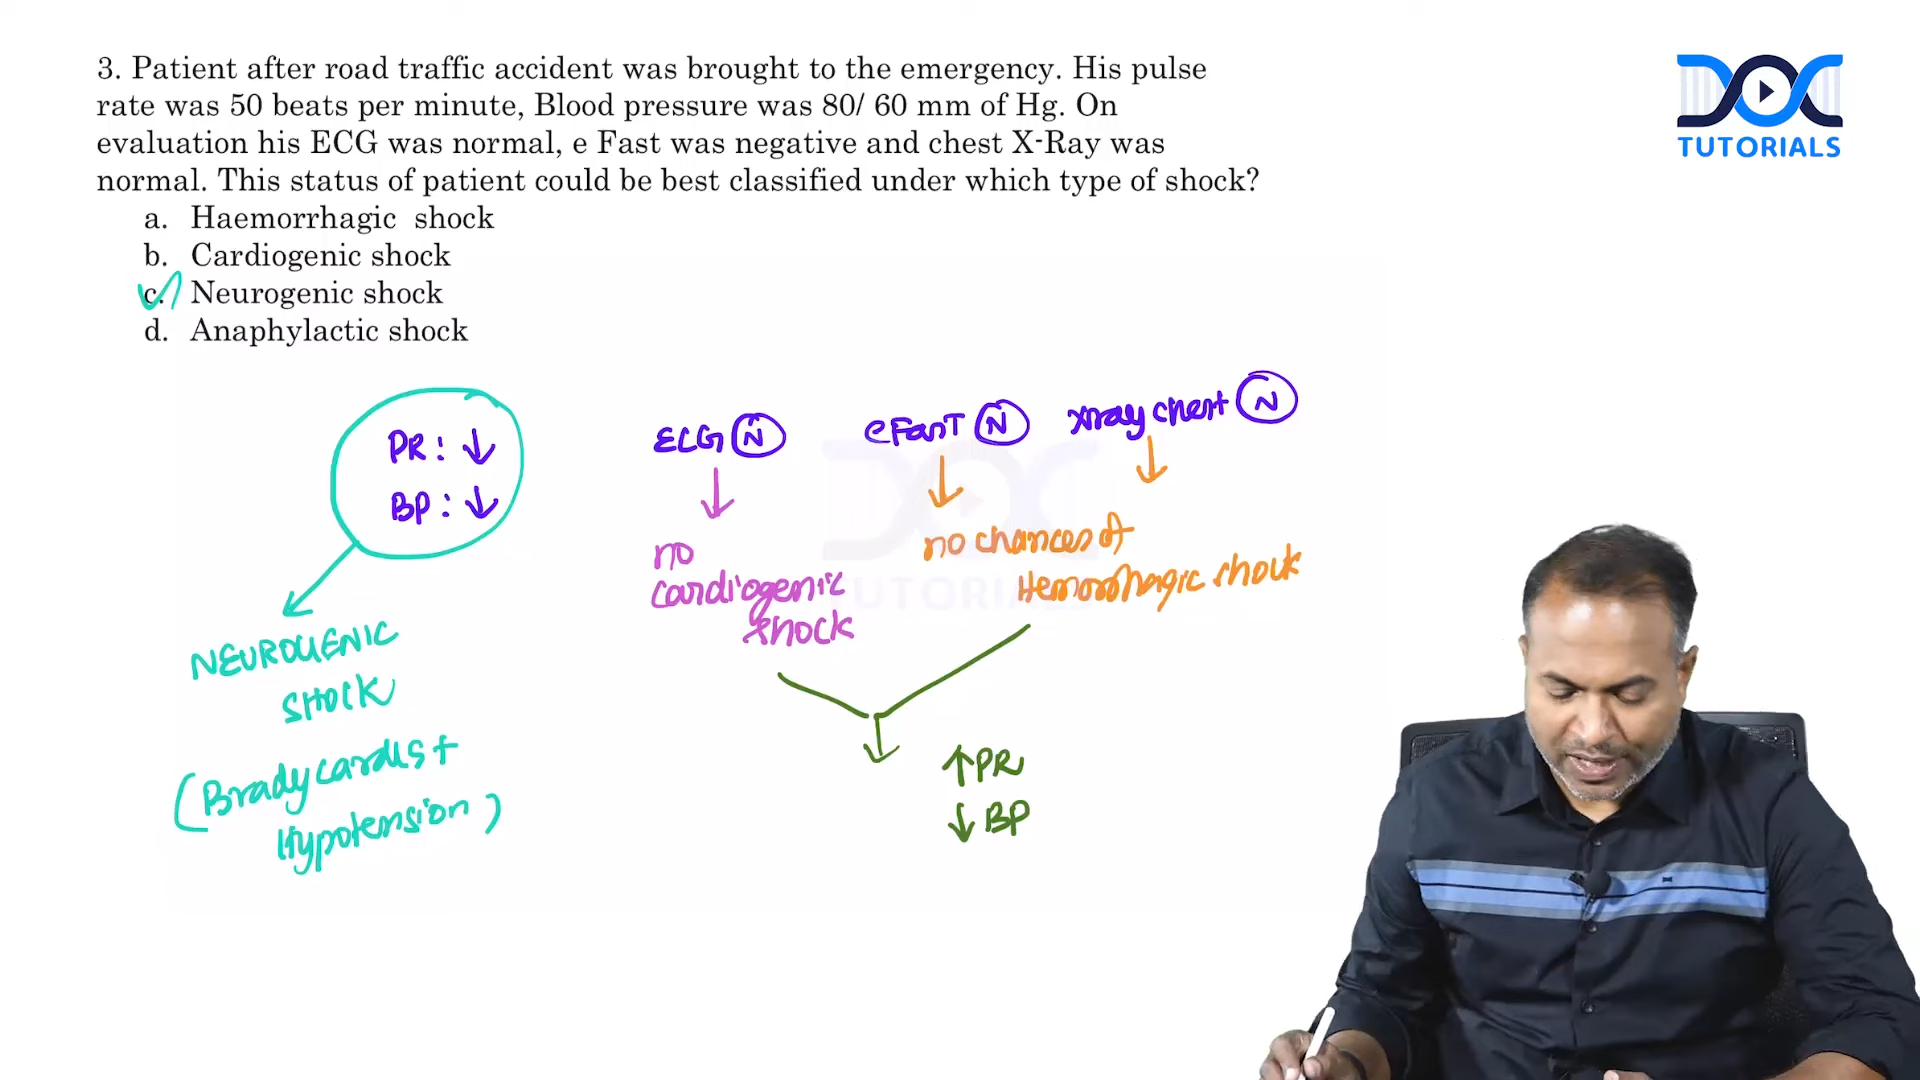 3. Patient after road traffic accident was brought to the emergency. His pulse
rate was 50 beats per minute, Blood pressure was 80/ 60 mm of Hg. On
evaluation his ECG was normal, e Fast was negative and chest X-Ray was
normal. This status of patient could be best classified under which type of shock?
a. Haemorrhagic shock
b. Cardiogenic shock
c. Neurogenic shock
d. Anaphylactic shock
DOC
TUTORIALS
PR: ↓
BP: ↓
NEUROGENIC
SHOCK
(Bradycardia +
Hypotension)
ECG N
no
cardiogenic
shock
eFast N
Xray chest N
no chances of
Hemorrhagic shock
↑PR
↓BP
TUTORIALS